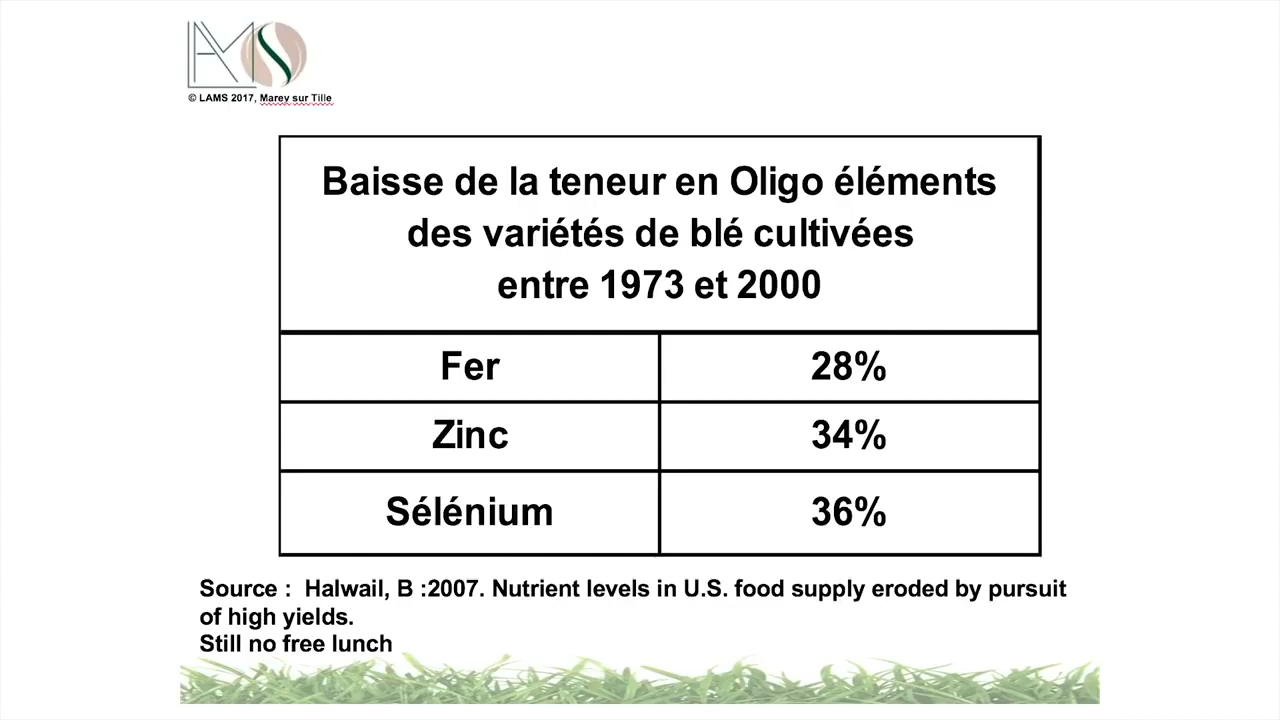 LAMS
© LAMS 2017, Marey sur Tille
Baisse de la teneur en Oligo éléments
des variétés de blé cultivées
entre 1973 et 2000
Fer 28%
Zinc 34%
Sélénium 36%
Source : Halwail, B :2007. Nutrient levels in U.S. food supply eroded by pursuit
of high yields.
Still no free lunch